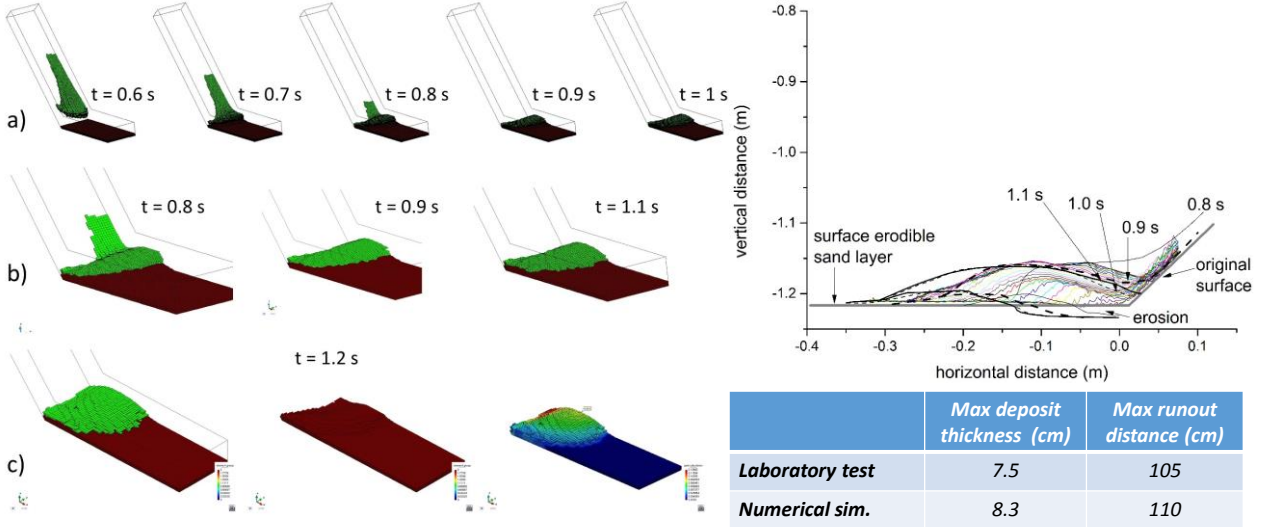 a)
t = 0.6 s
t = 0.7 s
t = 0.8 s
t = 0.9 s
t = 1 s
b)
t = 0.8 s
t = 0.9 s
t = 1.1 s
c)
t = 1.2 s
vertical distance (m)
-0.8
-0.9
-1.0
-1.1
-1.2
1.1 s
1.0 s
0.9 s
0.8 s
surface erodible
sand layer
original
surface
erosion
-0.4
-0.3
-0.2
-0.1
0.0
0.1
horizontal distance (m)
Max deposit thickness (cm)
Max runout distance (cm)
Laboratory test 7.5 105
Numerical sim. 8.3 110